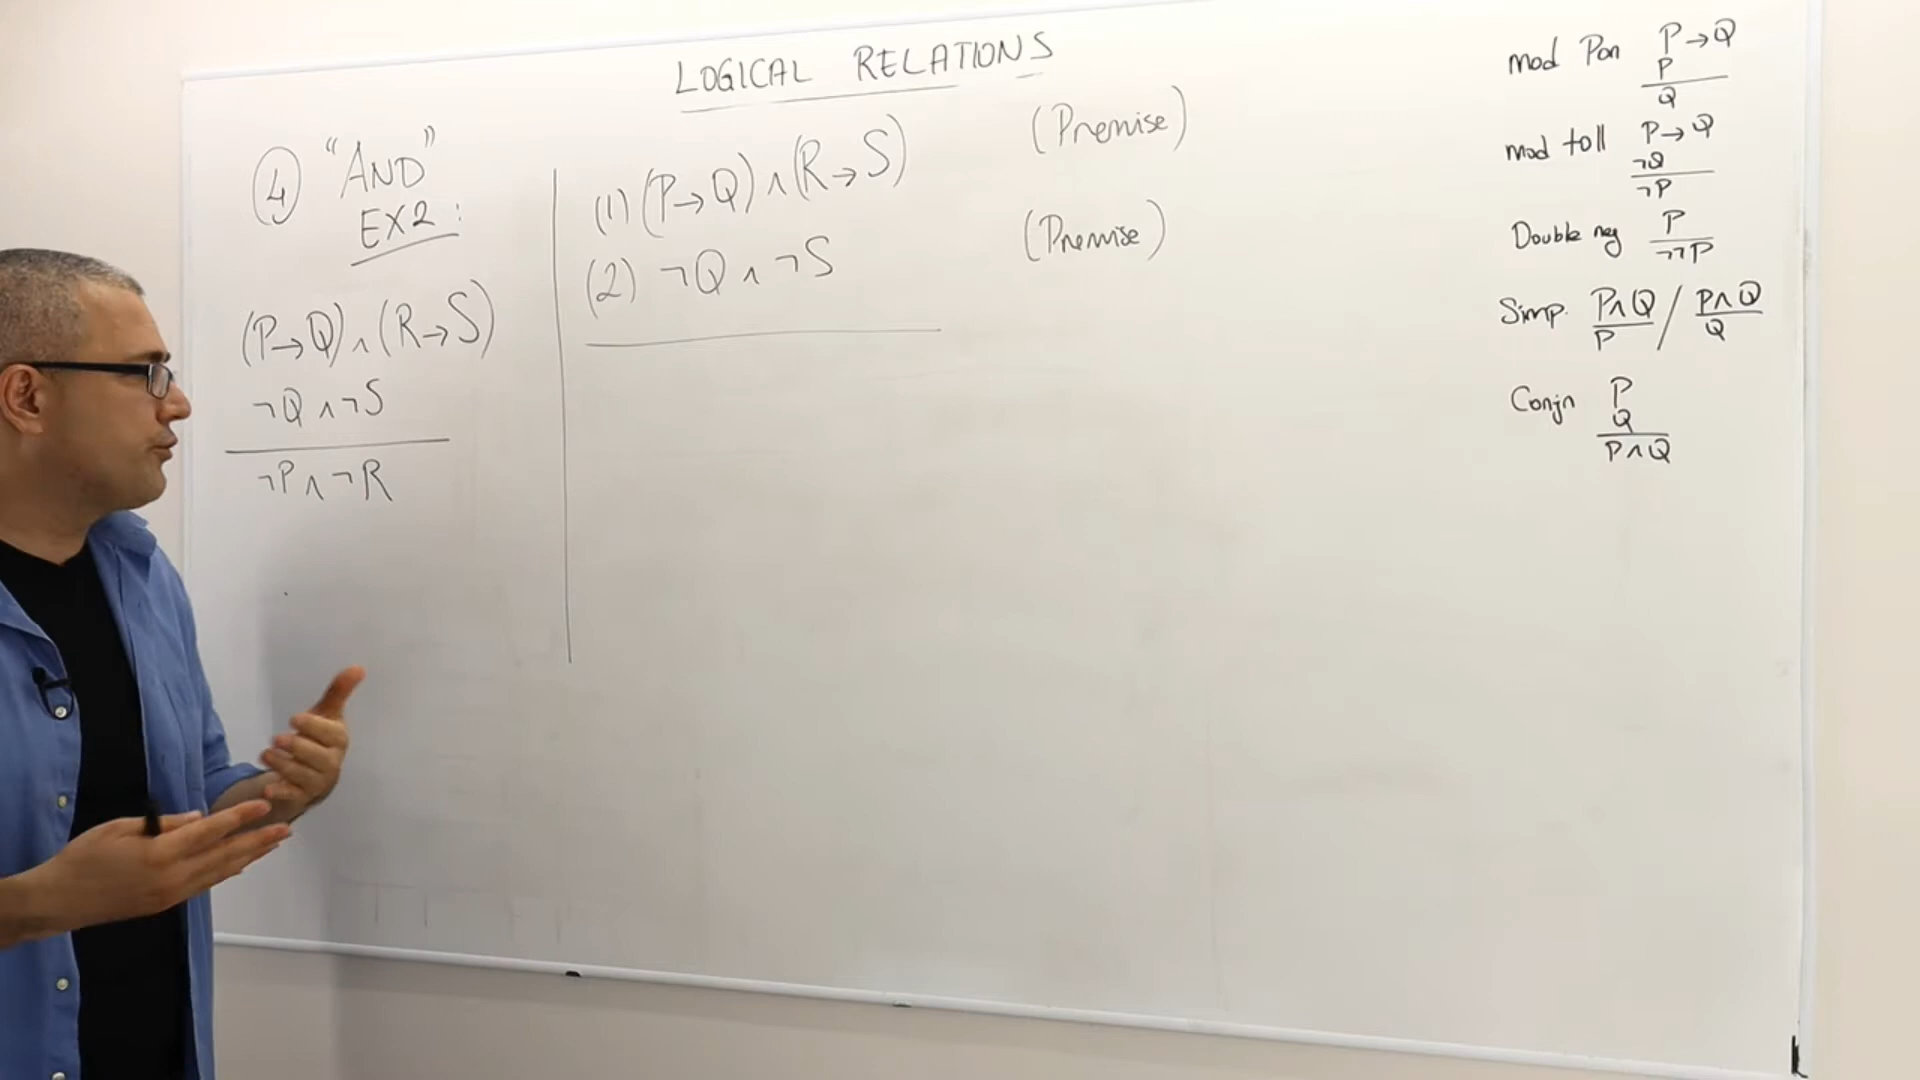 LOGICAL RELATIONS
④ "AND"
EX2:
(P→Q)∧(R→S)
¬Q∧¬S
¬P∧¬R
(1) (P→Q)∧(R→S) (Premise)
(2) ¬Q∧¬S (Premise)
mod Pon P→Q
P
Q
mod toll P→Q
¬Q
¬P
Double neg P
¬¬P
Simp. P∧Q / P∧Q
P Q
Conjn P
Q
P∧Q